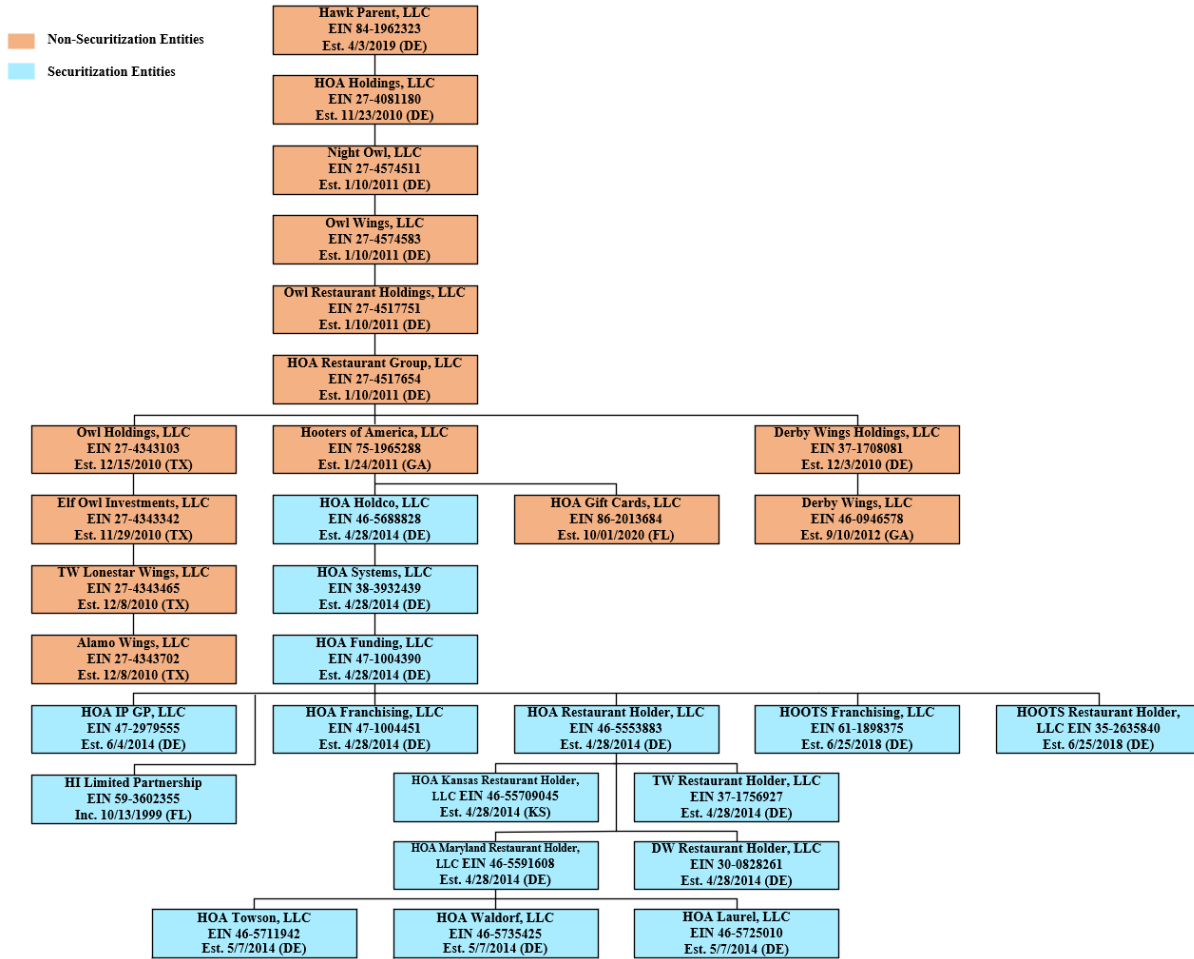 Hawk Parent, LLC
EIN 84-1962323
Est. 4/3/2019 (DE)
Non-Securitization Entities
Securitization Entities
HOA Holdings, LLC
EIN 27-4081180
Est. 11/23/2010 (DE)
Night Owl, LLC
EIN 27-4574511
Est. 1/10/2011 (DE)
Owl Wings, LLC
EIN 27-4574583
Est. 1/10/2011 (DE)
Owl Restaurant Holdings, LLC
EIN 27-4517751
Est. 1/10/2011 (DE)
HOA Restaurant Group, LLC
EIN 27-4517654
Est. 1/10/2011 (DE)
Owl Holdings, LLC
EIN 27-4343103
Est. 12/15/2010 (TX)
Hooters of America, LLC
EIN 75-1965288
Est. 1/24/2011 (GA)
Derby Wings Holdings, LLC
EIN 37-1708081
Est. 12/3/2010 (DE)
Elf Owl Investments, LLC
EIN 27-4343342
Est. 11/29/2010 (TX)
HOA Holdco, LLC
EIN 46-5688828
Est. 4/28/2014 (DE)
HOA Gift Cards, LLC
EIN 86-2013684
Est. 10/01/2020 (FL)
Derby Wings, LLC
EIN 46-0946578
Est. 9/10/2012 (GA)
TW Lonestar Wings, LLC
EIN 27-4343465
Est. 12/8/2010 (TX)
HOA Systems, LLC
EIN 38-3932439
Est. 4/28/2014 (DE)
Alamo Wings, LLC
EIN 27-4343702
Est. 12/8/2010 (TX)
HOA Funding, LLC
EIN 47-1004390
Est. 4/28/2014 (DE)
HOA IP GP, LLC
EIN 47-2979555
Est. 6/4/2014 (DE)
HOA Franchising, LLC
EIN 47-1004451
Est. 4/28/2014 (DE)
HOA Restaurant Holder, LLC
EIN 46-5553883
Est. 4/28/2014 (DE)
HOOTS Franchising, LLC
EIN 61-1898375
Est. 6/25/2018 (DE)
HOOTS Restaurant Holder,
LLC EIN 35-2635840
Est. 6/25/2018 (DE)
HI Limited Partnership
EIN 59-3602355
Inc. 10/13/1999 (FL)
HOA Kansas Restaurant Holder,
LLC EIN 46-55709045
Est. 4/28/2014 (KS)
TW Restaurant Holder, LLC
EIN 37-1756927
Est. 4/28/2014 (DE)
HOA Maryland Restaurant Holder,
LLC EIN 46-5591608
Est. 4/28/2014 (DE)
DW Restaurant Holder, LLC
EIN 30-0828261
Est. 4/28/2014 (DE)
HOA Towson, LLC
EIN 46-5711942
Est. 5/7/2014 (DE)
HOA Waldorf, LLC
EIN 46-5735425
Est. 5/7/2014 (DE)
HOA Laurel, LLC
EIN 46-5725010
Est. 5/7/2014 (DE)